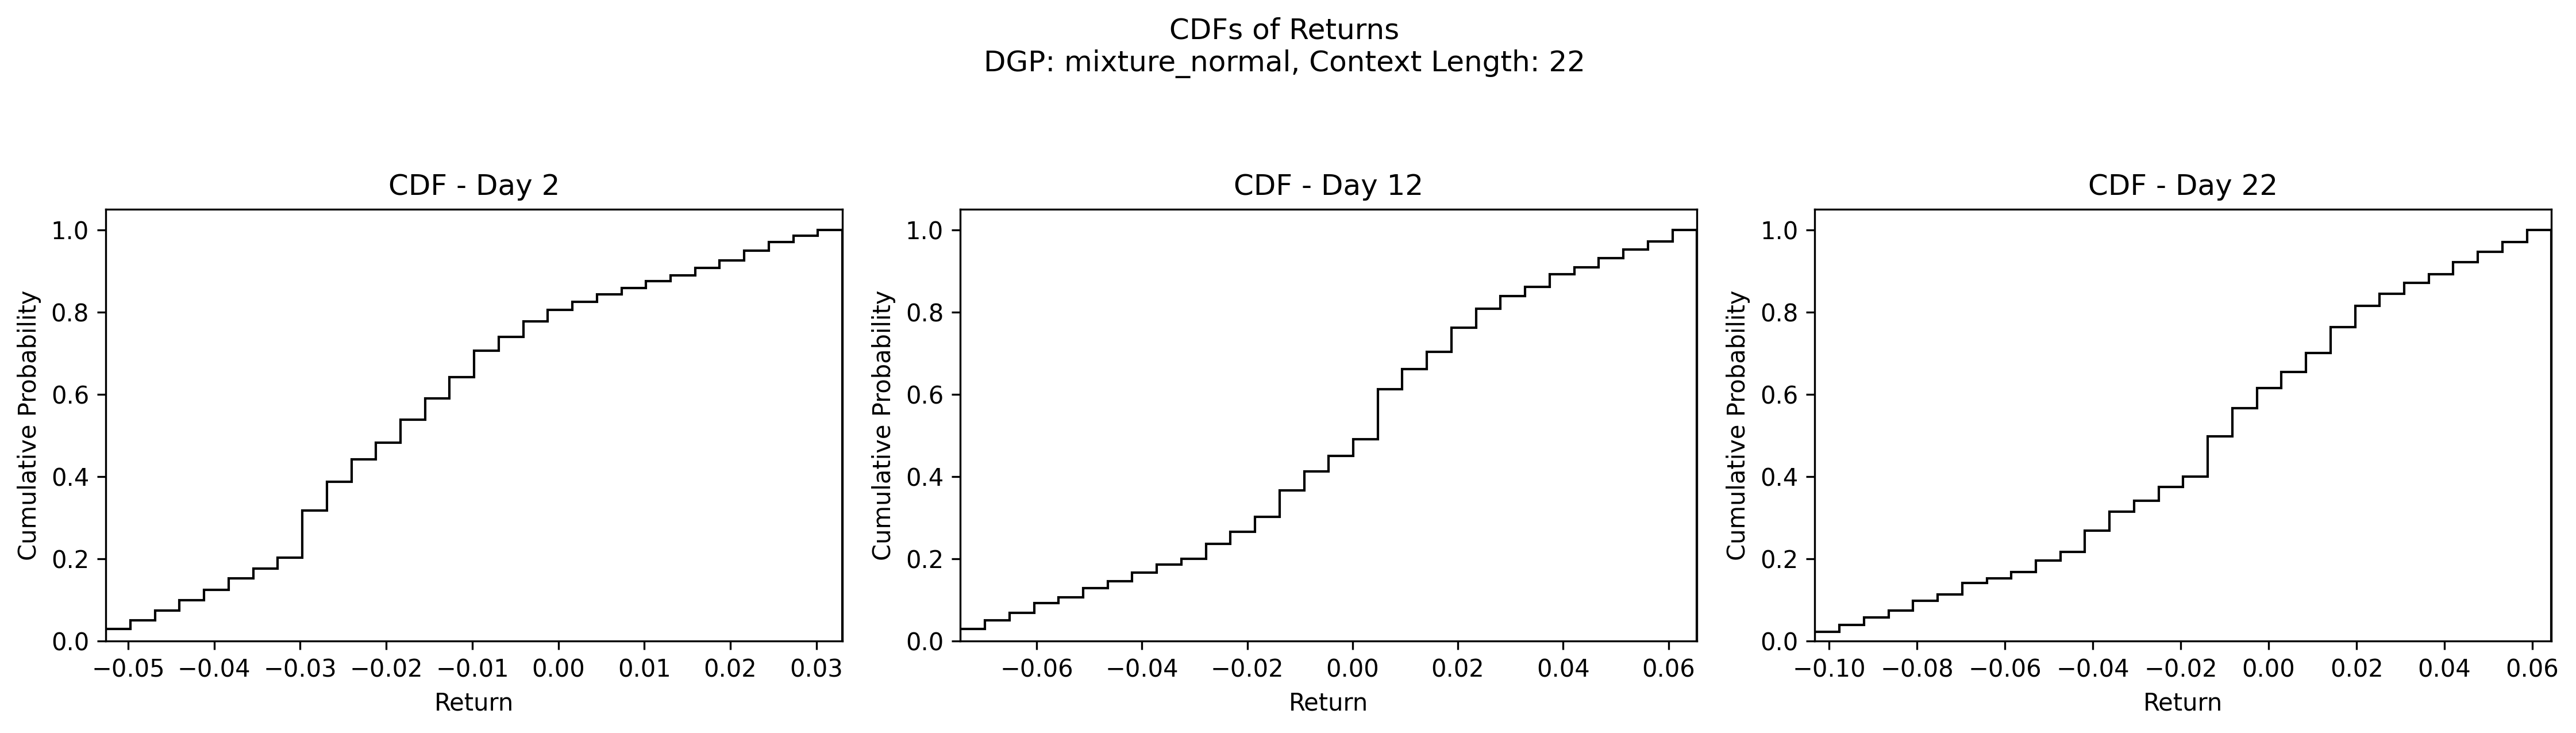 CDFs of Returns
DGP: mixture_normal, Context Length: 22
CDF - Day 2
1.0
0.8
0.6
0.4
0.2
0.0
Cumulative Probability
−0.05 −0.04 −0.03 −0.02 −0.01 0.00 0.01 0.02 0.03
Return
CDF - Day 12
1.0
0.8
0.6
0.4
0.2
0.0
Cumulative Probability
−0.06 −0.04 −0.02 0.00 0.02 0.04 0.06
Return
CDF - Day 22
1.0
0.8
0.6
0.4
0.2
0.0
Cumulative Probability
−0.10 −0.08 −0.06 −0.04 −0.02 0.00 0.02 0.04 0.06
Return